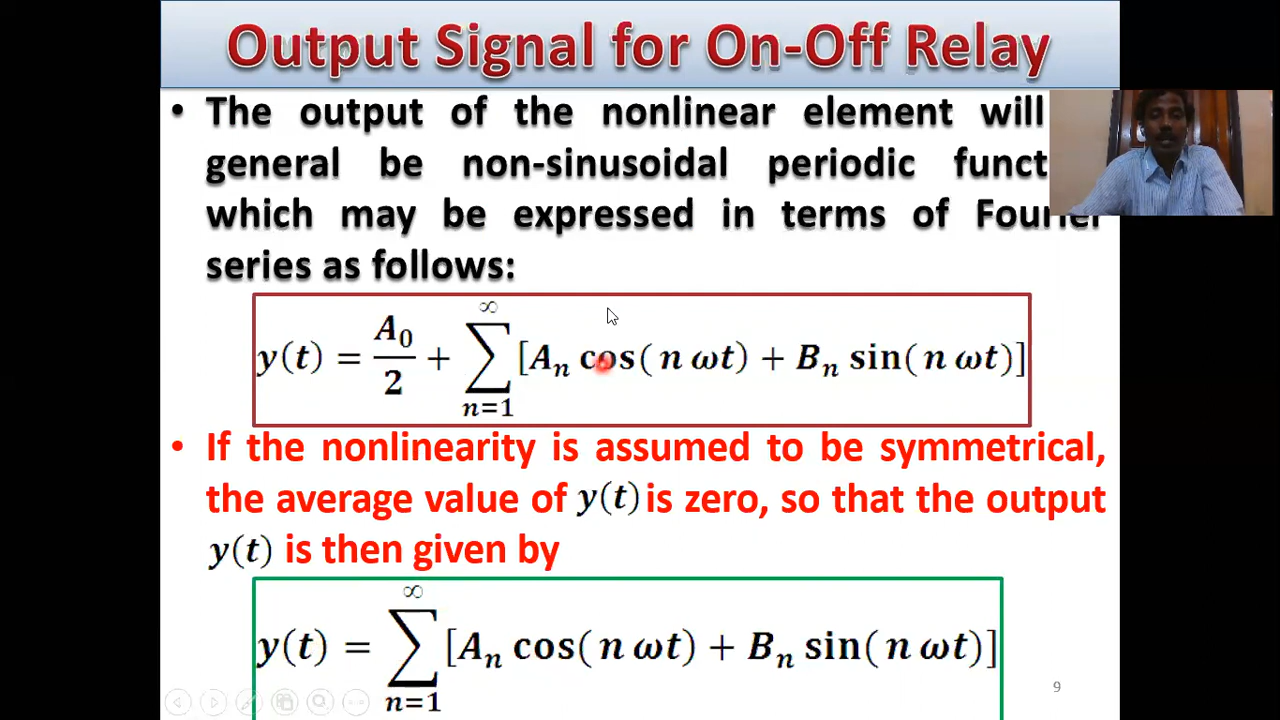 Output Signal for On-Off Relay
• The output of the nonlinear element will
general be non-sinusoidal periodic funct
which may be expressed in terms of Fourier
series as follows:
y(t) = A₀/2 + ∑_{n=1}^{∞} [Aₙ cos( n ωt) + Bₙ sin( n ωt)]
• If the nonlinearity is assumed to be symmetrical,
the average value of y(t) is zero, so that the output
y(t) is then given by
y(t) = ∑_{n=1}^{∞} [Aₙ cos( n ωt) + Bₙ sin( n ωt)]
9